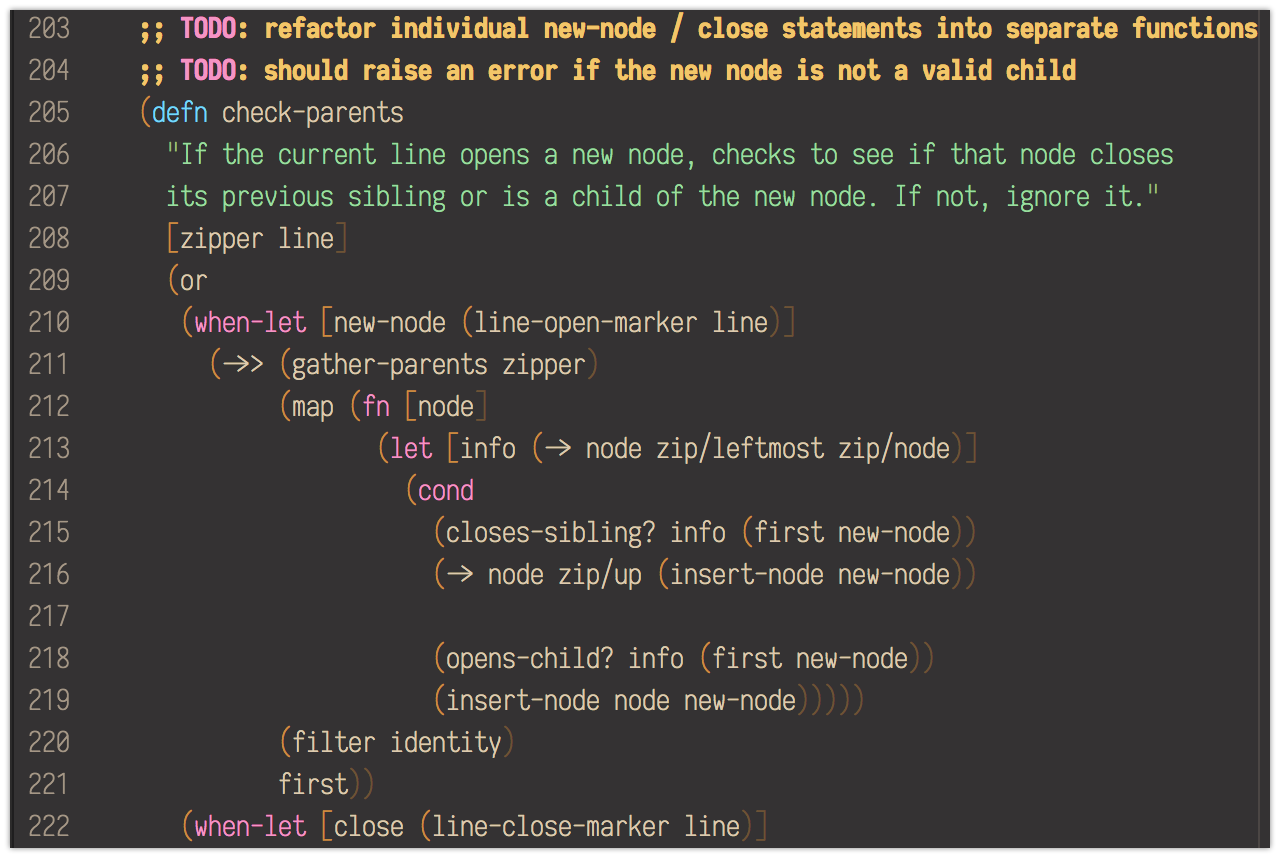 203 ;; TODO: refactor individual new-node / close statements into separate functions
204 ;; TODO: should raise an error if the new node is not a valid child
205 (defn check-parents
206 "If the current line opens a new node, checks to see if that node closes
207 its previous sibling or is a child of the new node. If not, ignore it."
208 [zipper line]
209 (or
210 (when-let [new-node (line-open-marker line)]
211 (->> (gather-parents zipper)
212 (map (fn [node]
213 (let [info (-> node zip/leftmost zip/node)]
214 (cond
215 (closes-sibling? info (first new-node))
216 (-> node zip/up (insert-node new-node))
217
218 (opens-child? info (first new-node))
219 (insert-node node new-node)))))
220 (filter identity)
221 first))
222 (when-let [close (line-close-marker line)]